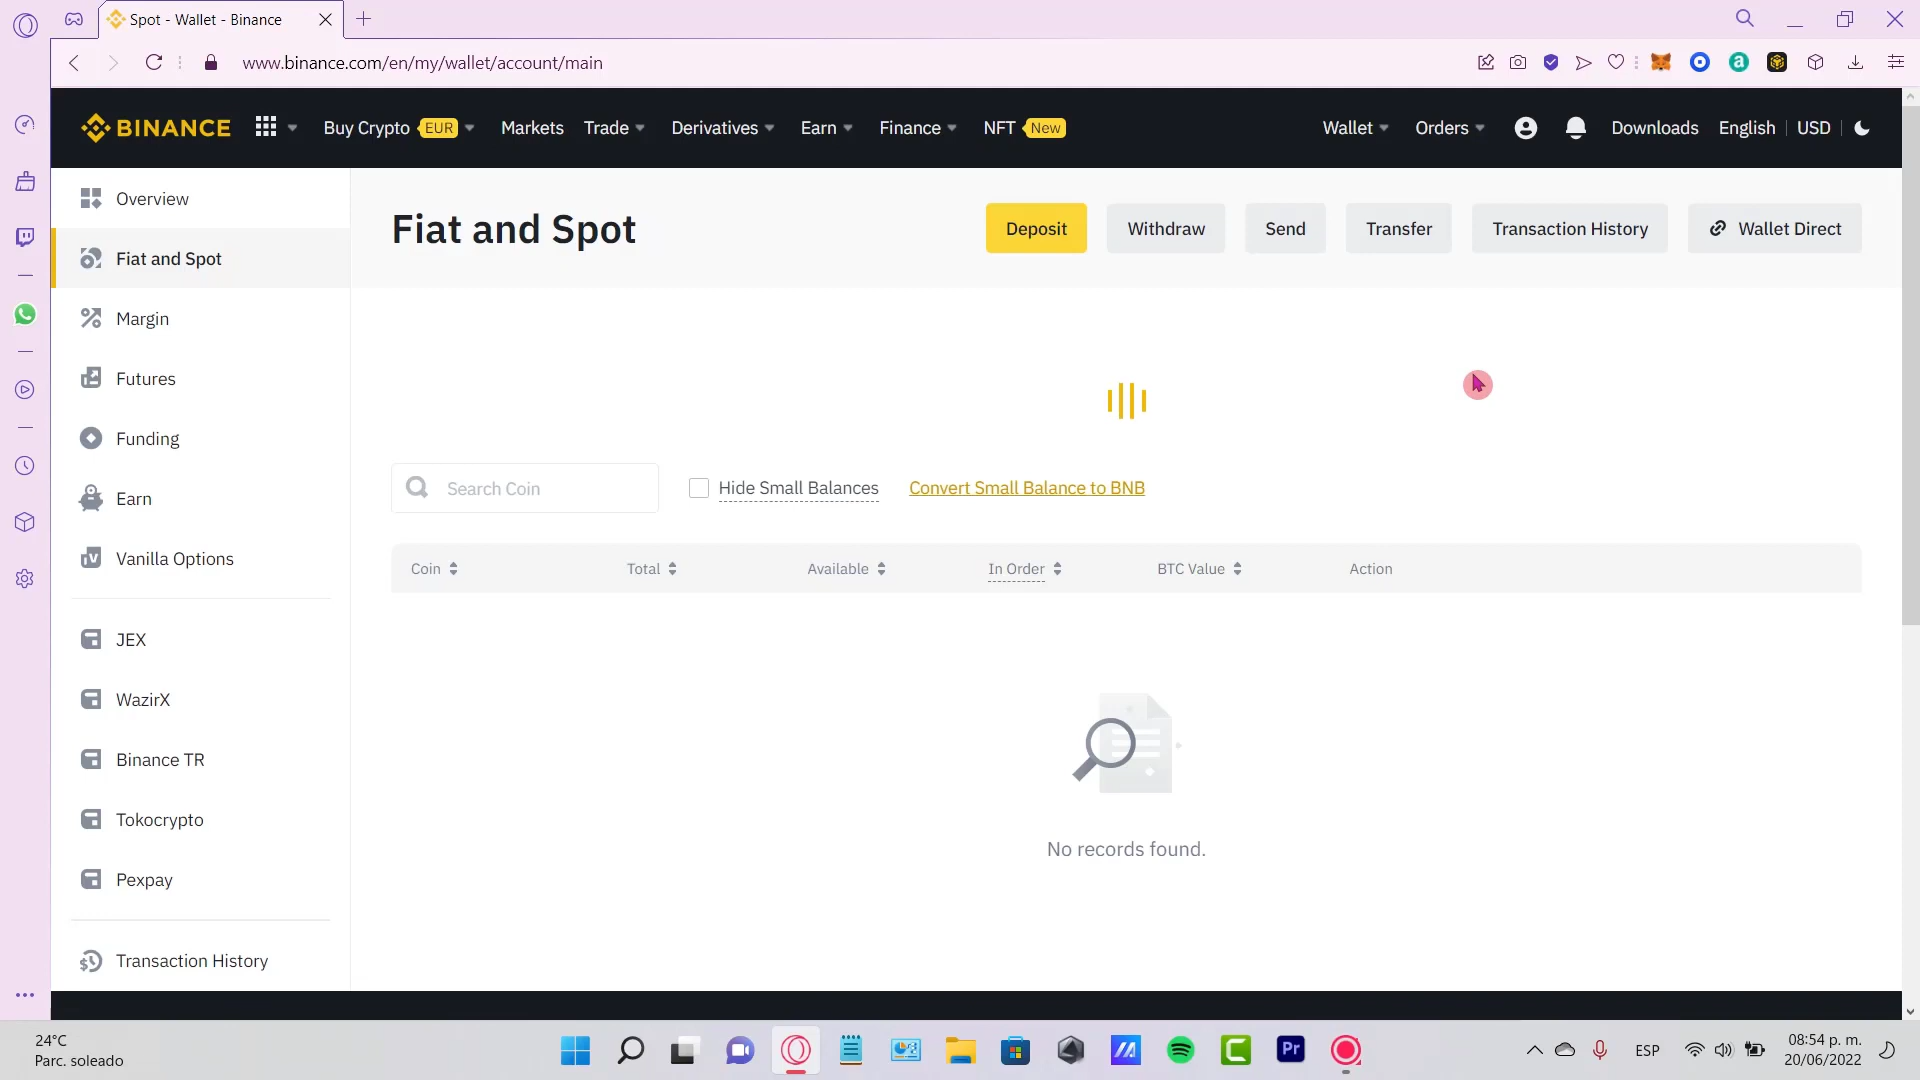 Spot - Wallet - Binance
www.binance.com/en/my/wallet/account/main
BINANCE Buy Crypto EUR Markets Trade Derivatives Earn Finance NFT New Wallet Orders Downloads English USD
Overview
Fiat and Spot
Margin
Futures
Funding
Earn
Vanilla Options
JEX
WazirX
Binance TR
Tokocrypto
Pexpay
Transaction History
Fiat and Spot
Deposit Withdraw Send Transfer Transaction History Wallet Direct
Search Coin Hide Small Balances Convert Small Balance to BNB
Coin Total Available In Order BTC Value Action
No records found.
24°C
Parc. soleado
Pr
ESP
08:54 p. m.
20/06/2022